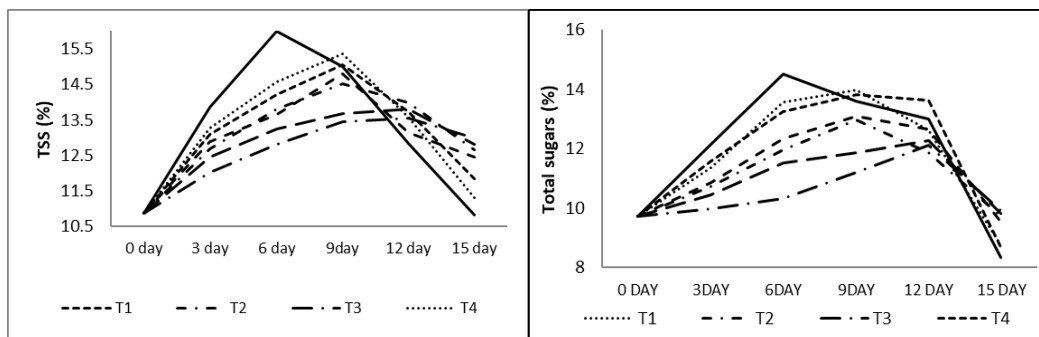 TSS (%)
15.5
14.5
13.5
12.5
11.5
10.5
0 day 3 day 6 day 9day 12 day 15 day
T1 T2 T3 T4
Total sugars (%)
16
14
12
10
8
0 DAY 3DAY 6DAY 9DAY 12 DAY 15 DAY
T1 T2 T3 T4